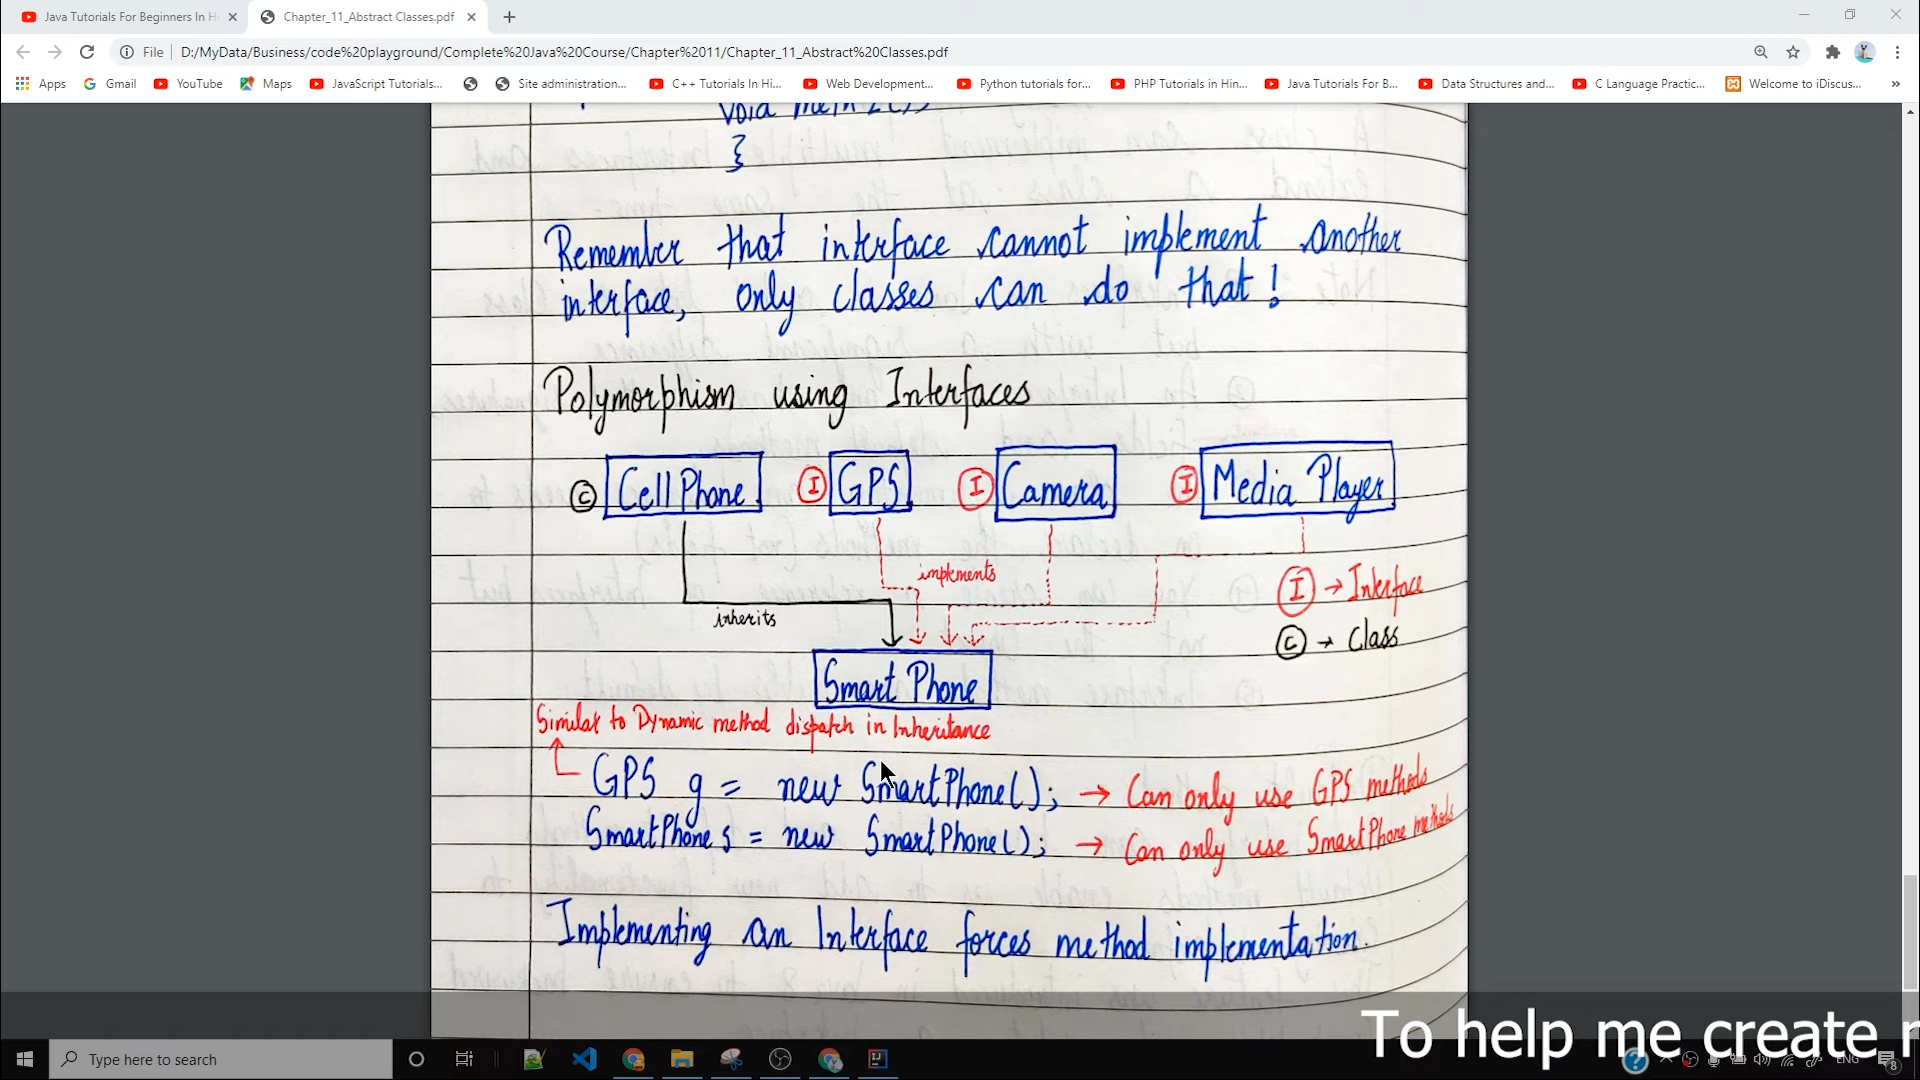 Java Tutorials For Beginners In H
Chapter_11_Abstract Classes.pdf
File D:/MyData/Business/code%20playground/Complete%20Java%20Course/Chapter%2011/Chapter_11_Abstract%20Classes.pdf
Apps Gmail YouTube Maps JavaScript Tutorials... Site administration... C++ Tutorials In Hi... Web Development... Python tutorials for... PHP Tutorials in Hin... Java Tutorials For B... Data Structures and... C Language Practic... Welcome to iDiscus... »
void
}
Remember that interface cannot implement another
interface, only classes can do that!
Polymorphism using Interfaces
C Cell Phone I GPS I Camera I Media Player
implements
I → Interface
inherits
C → Class
Smart Phone
Similar to Dynamic method dispatch in Inheritance
GPS g = new SmartPhone(); → Can only use GPS methods
SmartPhone s = new SmartPhone(); → Can only use SmartPhone methods
Implementing an Interface forces method implementation.
To help me create
Type here to search
ENG
8